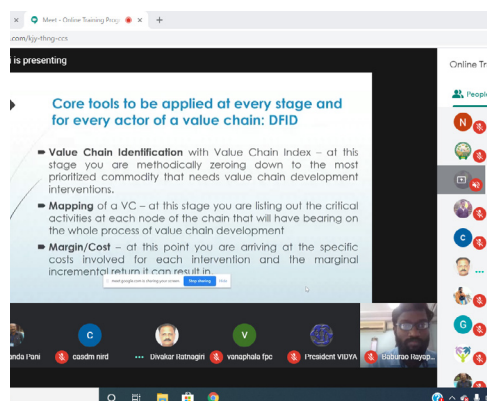 Meet - Online Training Progr
.com/kjy-thng-ccs
i is presenting
Online Tr
People
Core tools to be applied at every stage and
for every actor of a value chain: DFID
Value Chain Identification with Value Chain Index – at this
stage you are methodically zeroing down to the most
prioritized commodity that needs value chain development
interventions.
Mapping of a VC – at this stage you are listing out the critical
activities at each node of the chain that will have bearing on
the whole process of value chain development
Margin/Cost – at this point you are arriving at the specific
costs involved for each intervention and the marginal
incremental return it can result in.
meet.google.com is sharing your screen. Stop sharing Hide
N
C
G
C
V
anda Pani
casdm nird
Divakar Ratnagiri
vanaphala fpc
President VIDYA
Baburao Rayap...